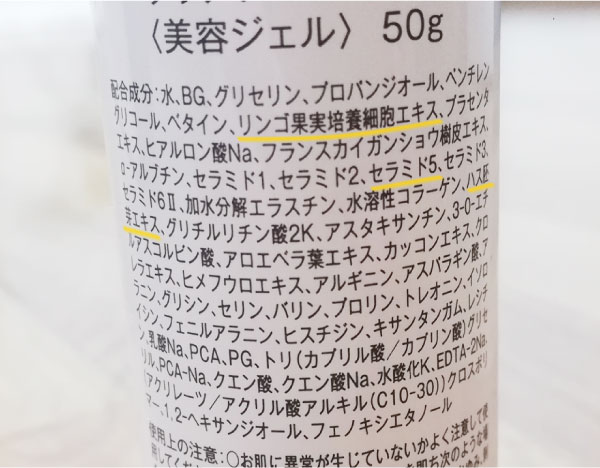 〈美容ジェル〉 50g
配合成分:水、BG、グリセリン、プロパンジオール、ペンチレン
グリコール、ベタイン、リンゴ果実培養細胞エキス、プラセンタ
エキス、ヒアルロン酸Na、フランスカイガンショウ樹皮エキス、
α-アルブチン、セラミド1、セラミド2、セラミド5、セラミド3、
セラミド6Ⅱ、加水分解エラスチン、水溶性コラーゲン、ハス胚
芽エキス、グリチルリチン酸2K、アスタキサンチン、3-O-エチ
ルアスコルビン酸、アロエベラ葉エキス、カッコンエキス、クロ
レラエキス、ヒメフウロエキス、アルギニン、アスパラギン酸、ア
ラニン、グリシン、セリン、バリン、プロリン、トレオニン、イソロ
イシン、フェニルアラニン、ヒスチジン、キサンタンガム、レシチ
ン、乳酸Na、PCA、PG、トリ(カプリル酸/カプリン酸)グリセ
リル、PCA-Na、クエン酸、クエン酸Na、水酸化K、EDTA-2Na、
(アクリレーツ/アクリル酸アルキル(C10-30))クロスポリ
マー、1,2-ヘキサンジオール、フェノキシエタノール
使用上の注意:○お肌に異常が生じていないかよく注意して使